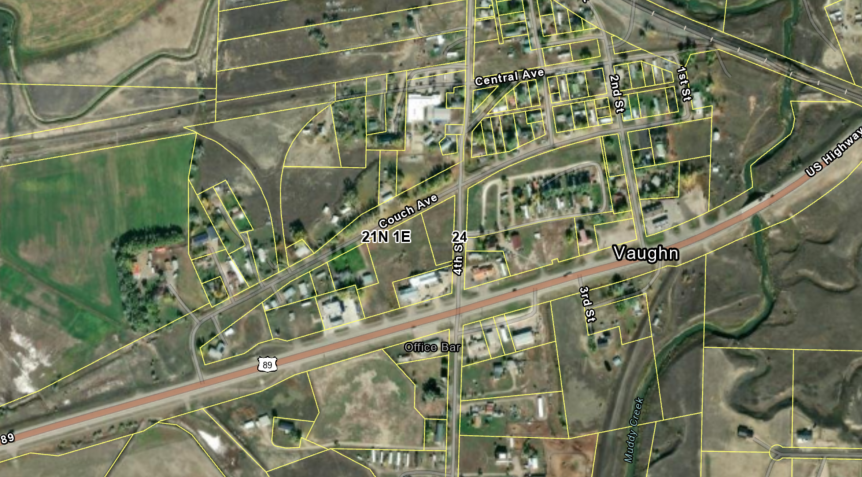 Central Ave
2nd St
1st St
US Highway
Couch Ave
21N 1E
24
4th St
Vaughn
3rd St
Office Bar
89
89
Muddy Creek